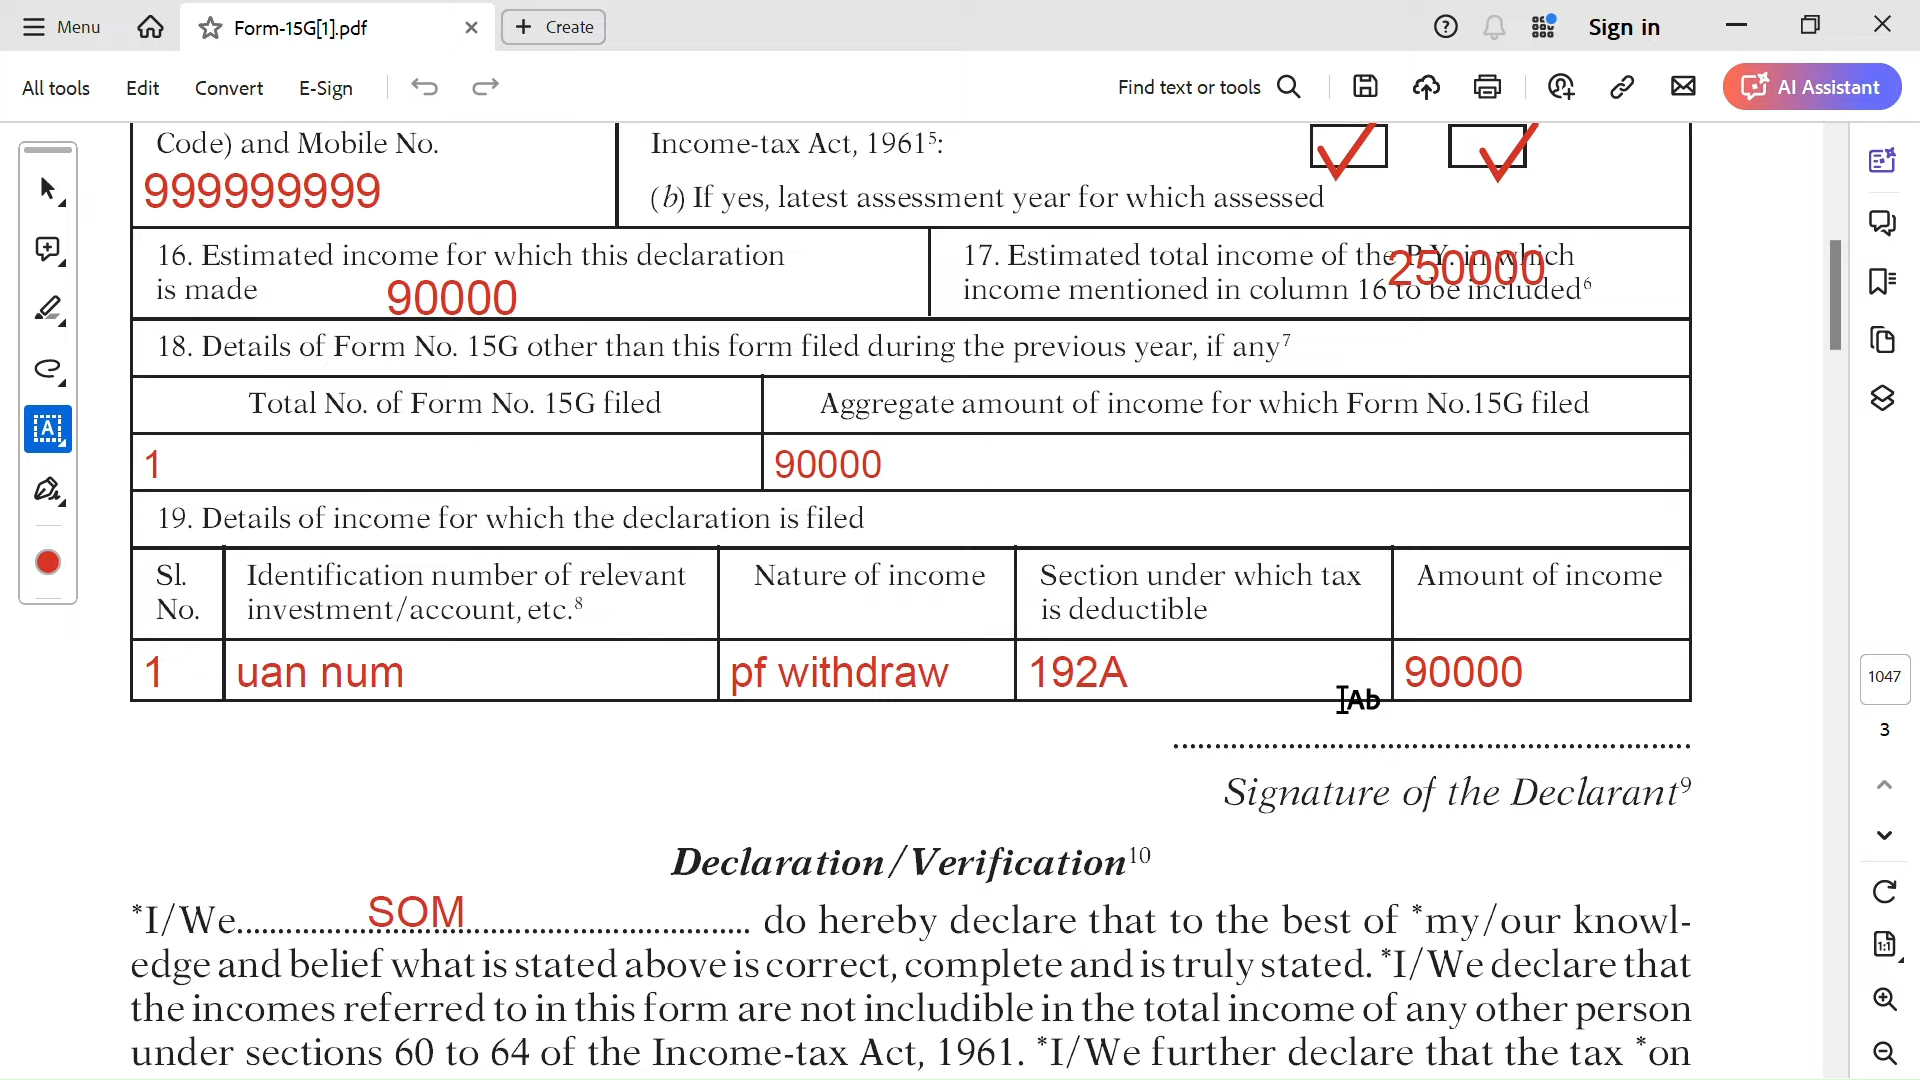 Menu Form-15G[1].pdf Create Sign in
All tools Edit Convert E-Sign Find text or tools AI Assistant
Code) and Mobile No.
999999999
Income-tax Act, 1961⁵:
(b) If yes, latest assessment year for which assessed
16. Estimated income for which this declaration
is made 90000
17. Estimated total income of the P.Y. in which
income mentioned in column 16 to be included⁶
250000
18. Details of Form No. 15G other than this form filed during the previous year, if any⁷
Total No. of Form No. 15G filed Aggregate amount of income for which Form No.15G filed
1 90000
19. Details of income for which the declaration is filed
Sl.
No.
Identification number of relevant
investment/account, etc.⁸
Nature of income
Section under which tax
is deductible
Amount of income
1 uan num pf withdraw 192A 90000
Ab
Signature of the Declarant⁹
Declaration/Verification¹⁰
*I/We..........SOM.......... do hereby declare that to the best of *my/our knowl-
edge and belief what is stated above is correct, complete and is truly stated. *I/We declare that
the incomes referred to in this form are not includible in the total income of any other person
under sections 60 to 64 of the Income-tax Act, 1961. *I/We further declare that the tax *on
1047
3
1:1